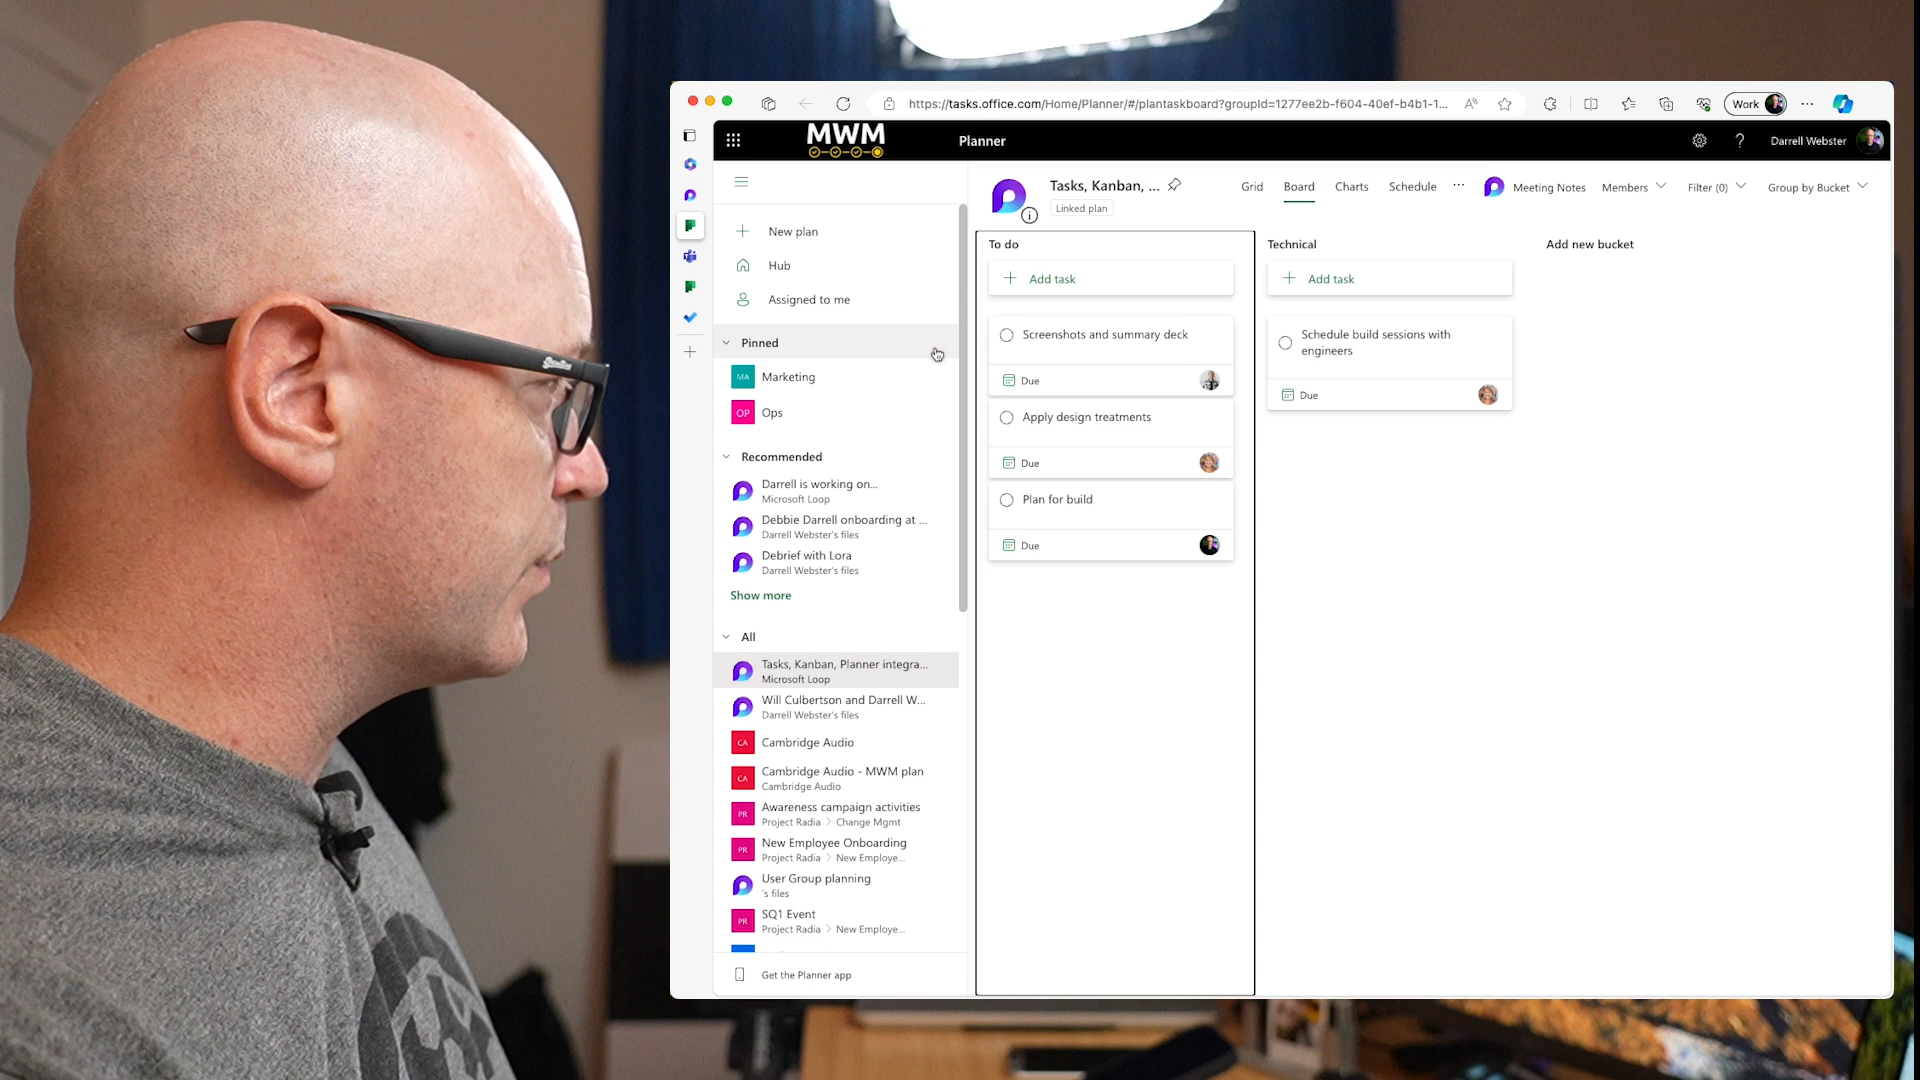 https://tasks.office.com/Home/Planner/#/plantaskboard?groupId=1277ee2b-f604-40ef-b4b1-1...
Work
MWM
Planner
Darrell Webster
Tasks, Kanban, ...
Linked plan
Grid
Board
Charts
Schedule
Meeting Notes
Members
Filter (0)
Group by Bucket
New plan
Hub
Assigned to me
Pinned
MA Marketing
OP Ops
Recommended
Darrell is working on...
Microsoft Loop
Debbie Darrell onboarding at ...
Darrell Webster's files
Debrief with Lora
Darrell Webster's files
Show more
All
Tasks, Kanban, Planner integra...
Microsoft Loop
Will Culbertson and Darrell W...
Darrell Webster's files
CA Cambridge Audio
CA Cambridge Audio - MWM plan
Cambridge Audio
PR Awareness campaign activities
Project Radia > Change Mgmt
PR New Employee Onboarding
Project Radia > New Employe...
User Group planning
's files
PR SQ1 Event
Project Radia > New Employe...
Get the Planner app
To do
+ Add task
Screenshots and summary deck
Due
Apply design treatments
Due
Plan for build
Due
Technical
+ Add task
Schedule build sessions with
engineers
Due
Add new bucket